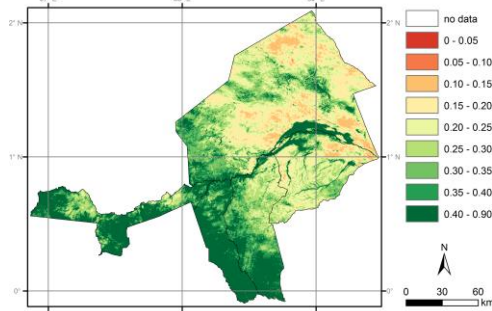 2° N
2° N
1° N
1° N
0°
0°
no data
0 - 0.05
0.05 - 0.10
0.10 - 0.15
0.15 - 0.20
0.20 - 0.25
0.25 - 0.30
0.30 - 0.35
0.35 - 0.40
0.40 - 0.90
N
0 30 60
km